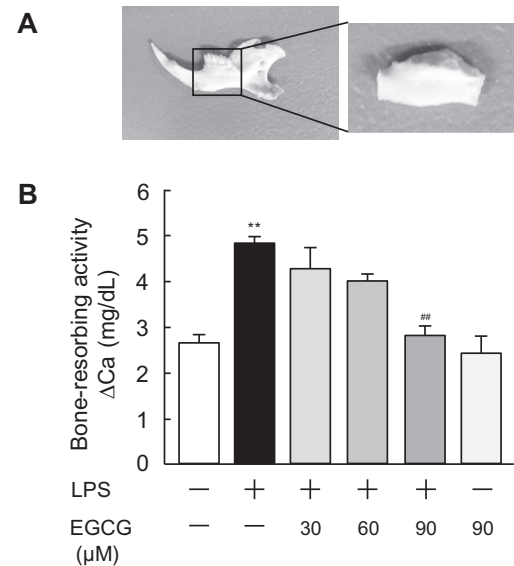 A
B
Bone-resorbing activity
ΔCa (mg/dL)
6
5
4
3
2
1
0
**
##
LPS — + + + + —
EGCG — — 30 60 90 90
(µM)